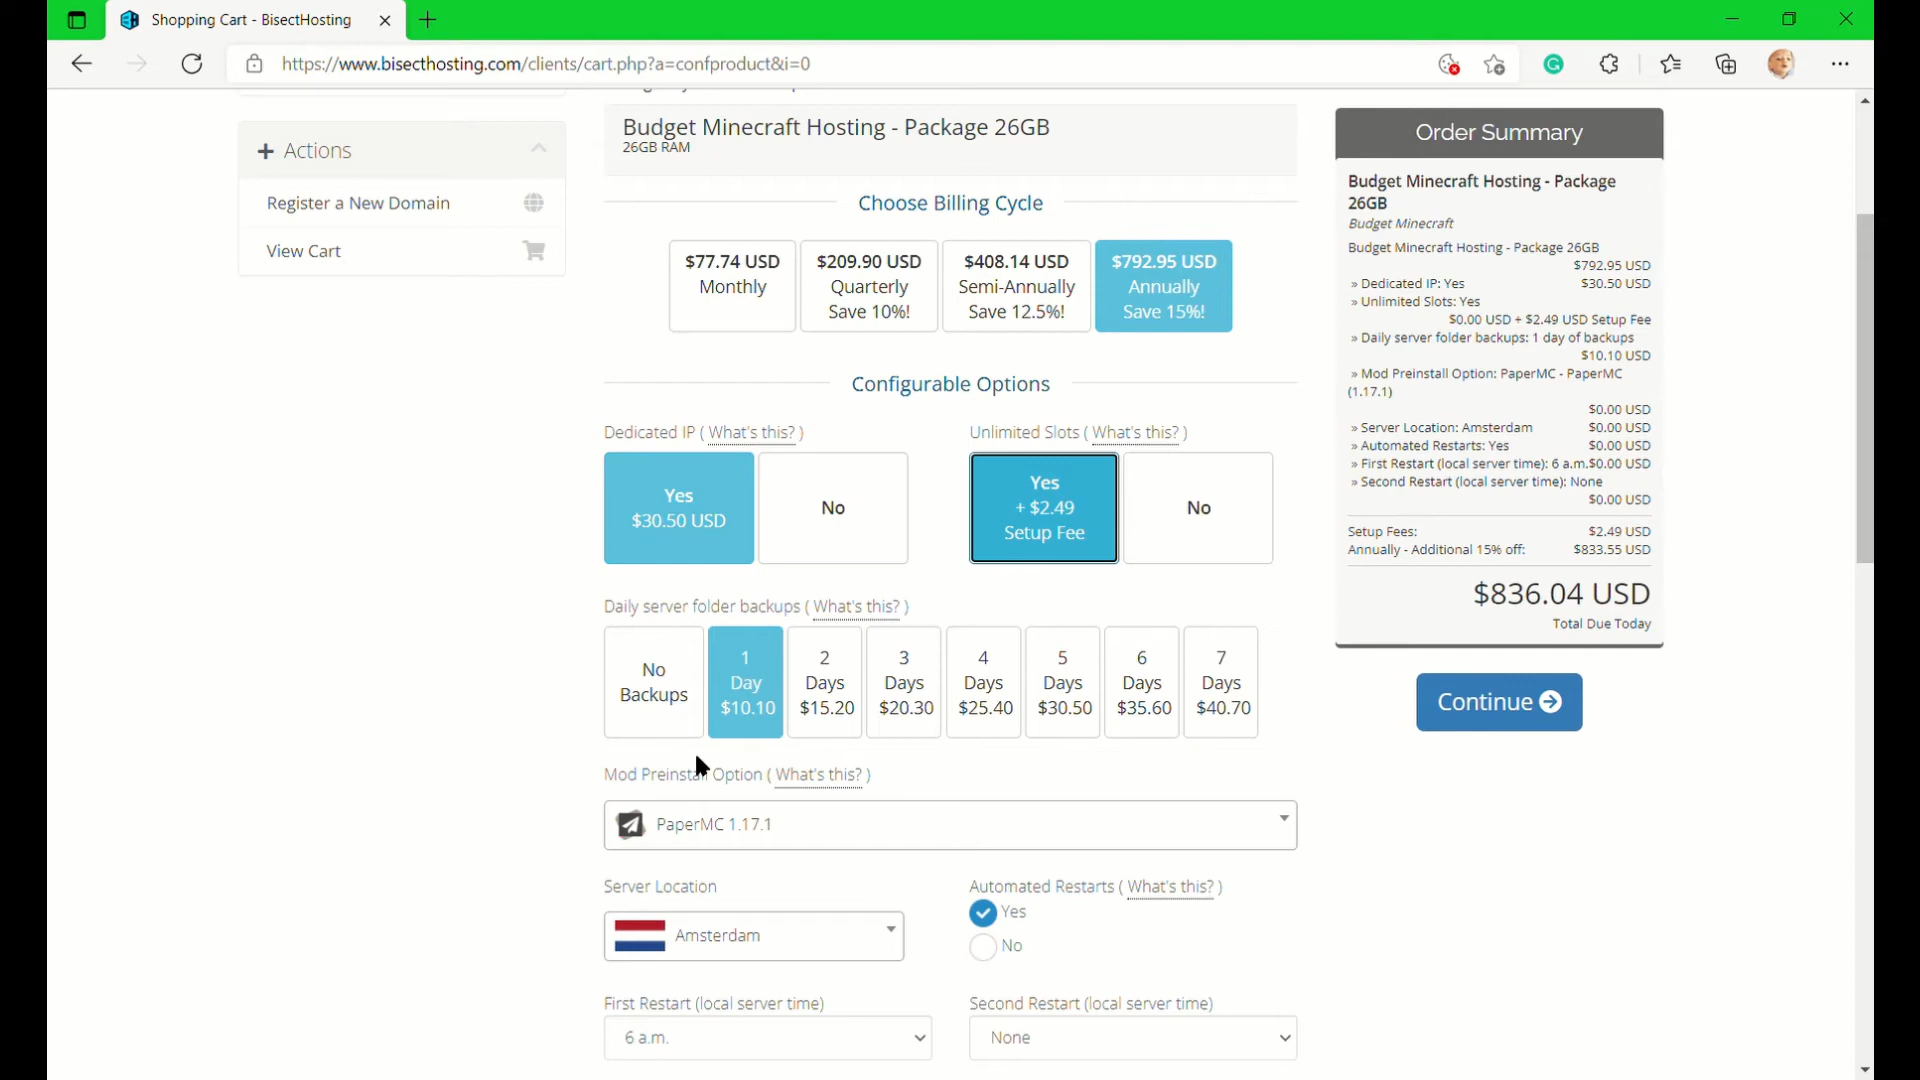 Shopping Cart - BisectHosting
https://www.bisecthosting.com/clients/cart.php?a=confproduct&i=0
Actions
Register a New Domain
View Cart
Budget Minecraft Hosting - Package 26GB
26GB RAM
Choose Billing Cycle
$77.74 USD
Monthly
$209.90 USD
Quarterly
Save 10%!
$408.14 USD
Semi-Annually
Save 12.5%!
$792.95 USD
Annually
Save 15%!
Configurable Options
Dedicated IP ( What's this? )
Yes
$30.50 USD
No
Unlimited Slots ( What's this? )
Yes
+ $2.49
Setup Fee
No
Daily server folder backups ( What's this? )
No
Backups
1
Day
$10.10
2
Days
$15.20
3
Days
$20.30
4
Days
$25.40
5
Days
$30.50
6
Days
$35.60
7
Days
$40.70
Mod Preinstall Option ( What's this? )
PaperMC 1.17.1
Server Location
Amsterdam
Automated Restarts ( What's this? )
Yes
No
First Restart (local server time)
6 a.m.
Second Restart (local server time)
None
Order Summary
Budget Minecraft Hosting - Package
26GB
Budget Minecraft
Budget Minecraft Hosting - Package 26GB
$792.95 USD
» Dedicated IP: Yes $30.50 USD
» Unlimited Slots: Yes
$0.00 USD + $2.49 USD Setup Fee
» Daily server folder backups: 1 day of backups
$10.10 USD
» Mod Preinstall Option: PaperMC - PaperMC
(1.17.1)
$0.00 USD
» Server Location: Amsterdam $0.00 USD
» Automated Restarts: Yes $0.00 USD
» First Restart (local server time): 6 a.m.$0.00 USD
» Second Restart (local server time): None
$0.00 USD
Setup Fees: $2.49 USD
Annually - Additional 15% off: $833.55 USD
$836.04 USD
Total Due Today
Continue